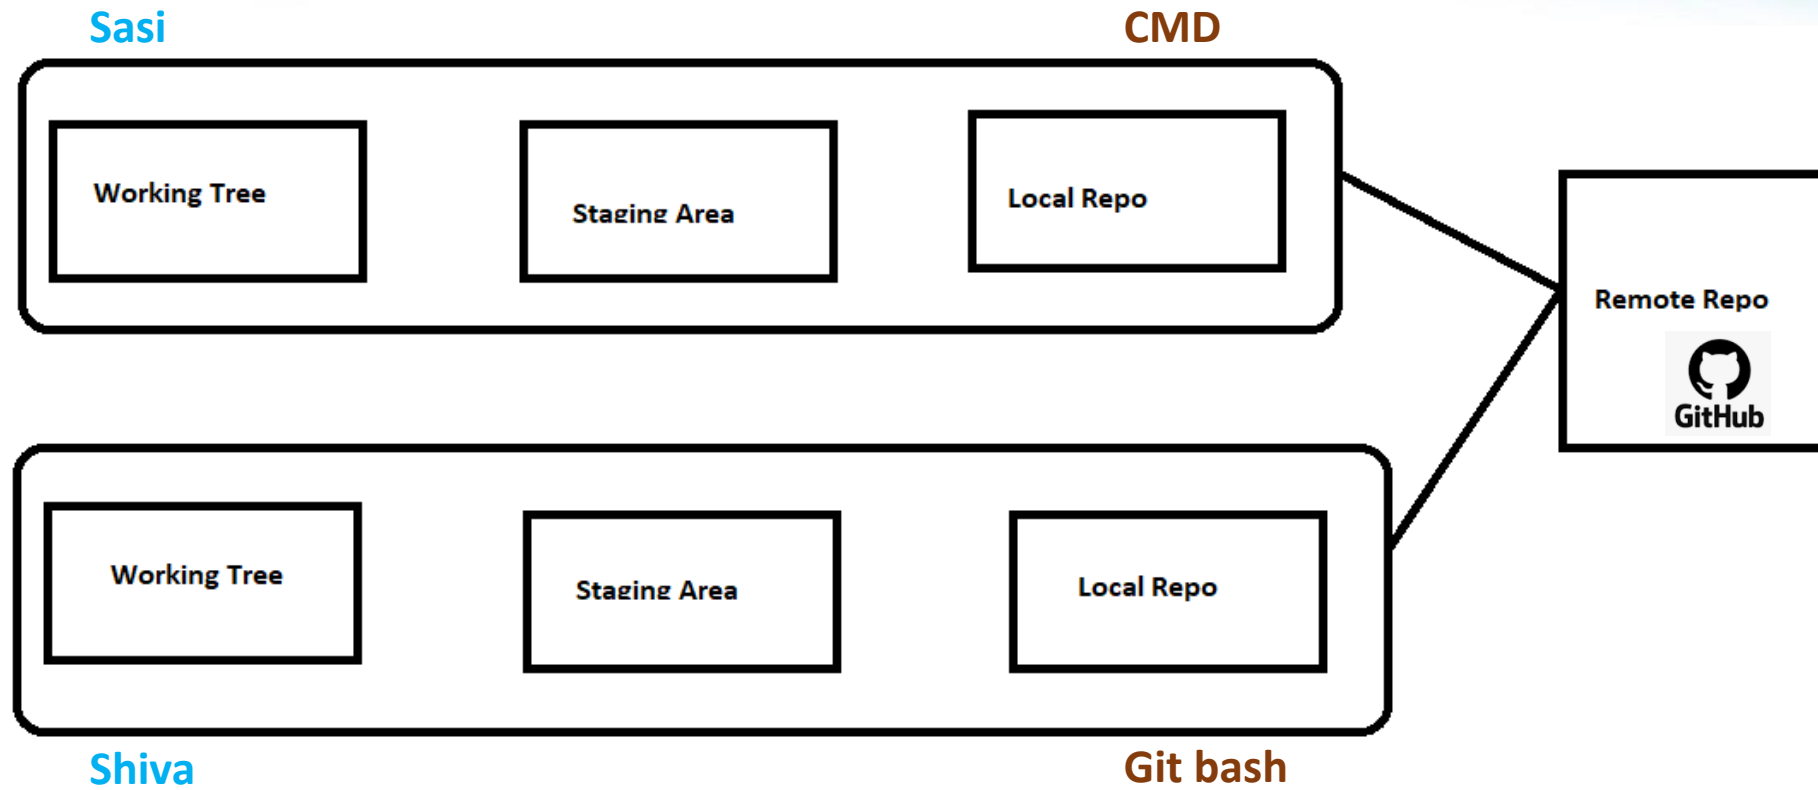 Sasi
CMD
Working Tree
Staging Area
Local Repo
Remote Repo
GitHub
Working Tree
Staging Area
Local Repo
Shiva
Git bash